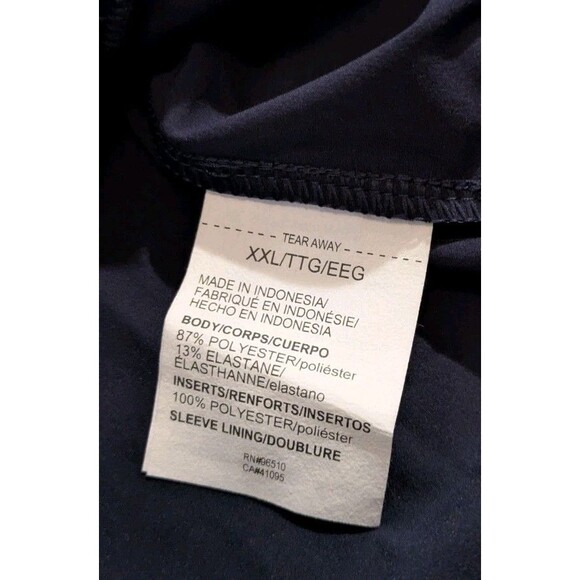 TEAR AWAY
XXL/TTG/EEG
MADE IN INDONESIA/
FABRIQUÉ EN INDONÉSIE/
HECHO EN INDONESIA
BODY/CORPS/CUERPO
87% POLYESTER/poliéster
13% ELASTANE/
ÉLASTHANNE/elastano
INSERTS/RENFORTS/INSERTOS
100% POLYESTER/poliéster
SLEEVE LINING/DOUBLURE
RN#96510
CA#41095